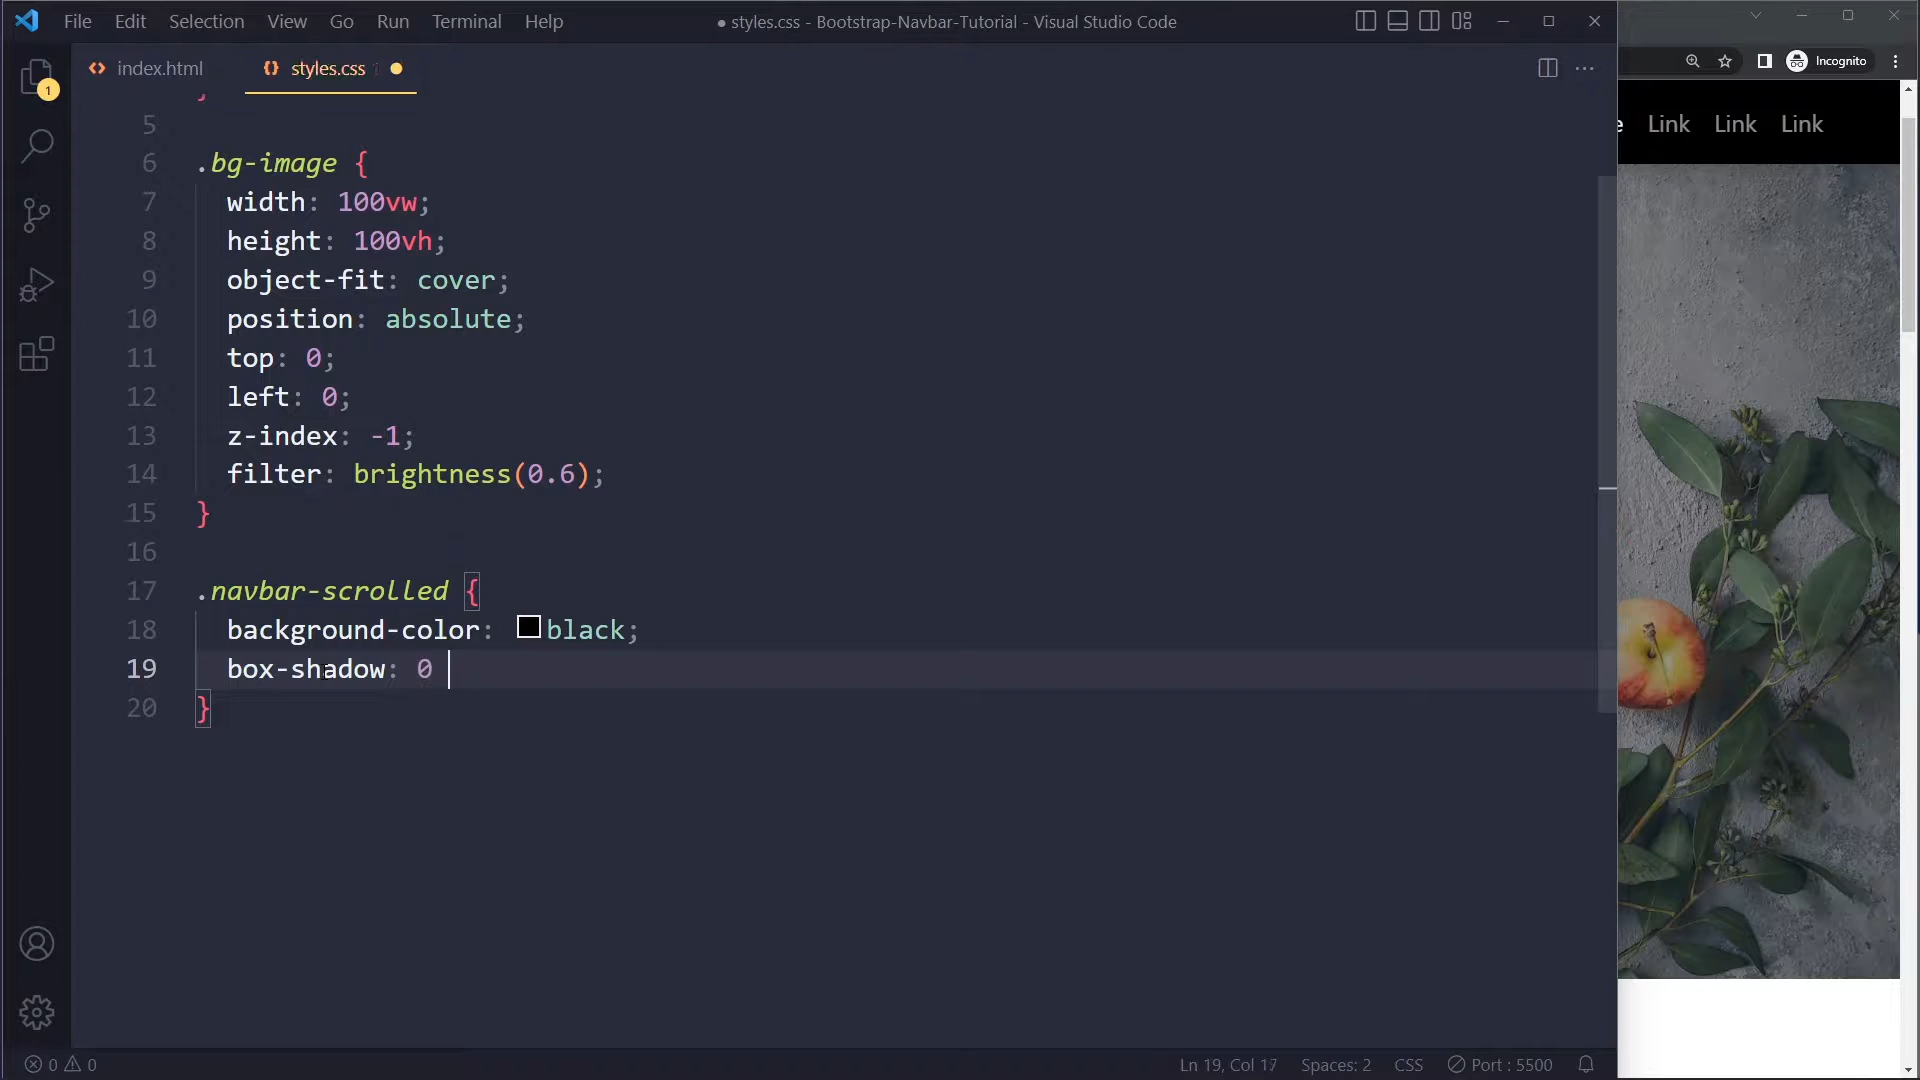 File Edit Selection View Go Run Terminal Help
● styles.css - Bootstrap-Navbar-Tutorial - Visual Studio Code
index.html
{} styles.css
Incognito
1
Link Link Link
}
5
6 .bg-image {
7 width: 100vw;
8 height: 100vh;
9 object-fit: cover;
10 position: absolute;
11 top: 0;
12 left: 0;
13 z-index: -1;
14 filter: brightness(0.6);
15 }
16
17 .navbar-scrolled {
18 background-color: black;
19 box-shadow: 0
20 }
0 0
Ln 19, Col 17 Spaces: 2 CSS Port : 5500